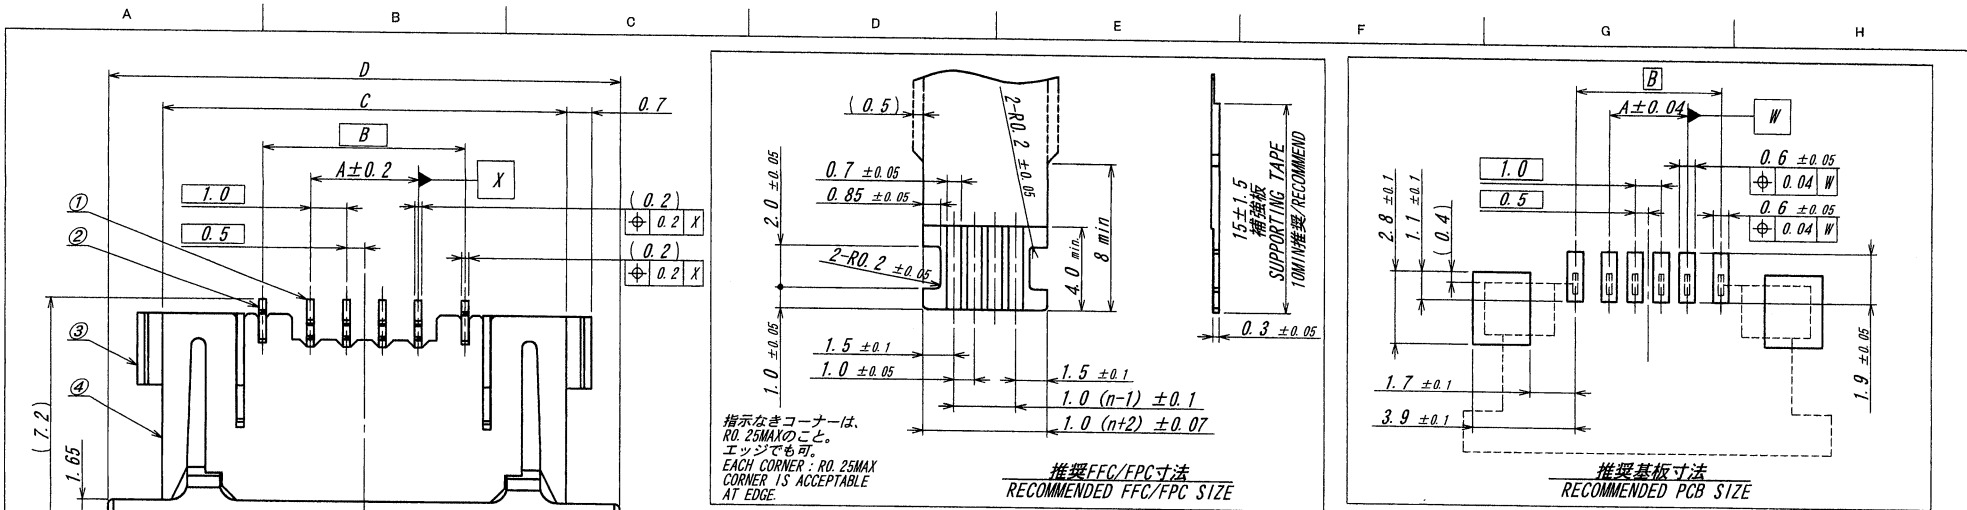 A B C D E F G H
D
C
0.7
B
A±0.2
X
1.0
(0.2)
⌖ 0.2 X
0.5
(0.2)
⌖ 0.2 X
①
②
③
④
(7.2)
1.65
(0.5)
2-R0.2 ±0.05
0.7 ±0.05
0.85 ±0.05
2.0 ±0.05
2-R0.2 ±0.05
1.0 ±0.05
4.0 min.
8 min
15±1.5
補強板
SUPPORTING TAPE
10MIN推奨/RECOMMEND
0.3 ±0.05
1.5 ±0.1
1.0 ±0.05
1.5 ±0.1
1.0 (n-1) ±0.1
1.0 (n+2) ±0.07
指示なきコーナーは、
R0.25MAXのこと。
エッジでも可。
EACH CORNER : R0.25MAX
CORNER IS ACCEPTABLE
AT EDGE.
推奨FFC/FPC寸法
RECOMMENDED FFC/FPC SIZE
B
A±0.04
W
1.0
0.6 ±0.05
⌖ 0.04 W
0.5
0.6 ±0.05
⌖ 0.04 W
2.8 ±0.1
1.1 ±0.1
(0.4)
1.7 ±0.1
3.9 ±0.1
1.9 ±0.05
推奨基板寸法
RECOMMENDED PCB SIZE